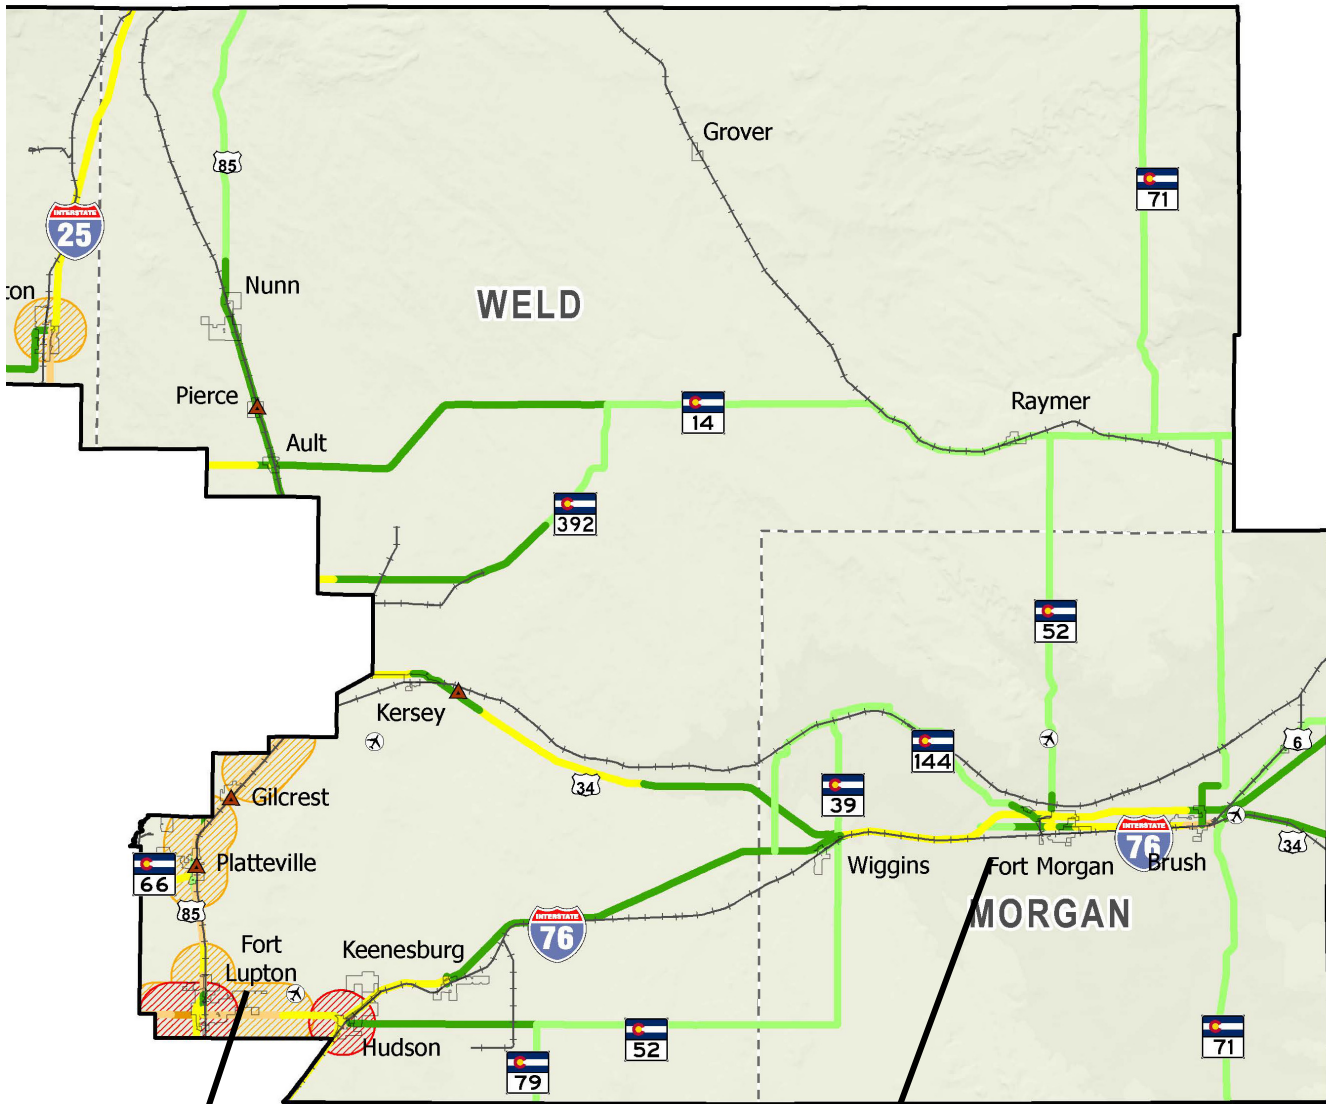 Grover
85
71
INTERSTATE
25
Nunn
ton
WELD
Pierce
14
Raymer
Ault
392
52
Kersey
34
144
6
39
Gilcrest
Platteville
66
Wiggins
Fort Morgan
INTERSTATE
76
Brush
34
85
MORGAN
Fort
Lupton
Keenesburg
INTERSTATE
76
Hudson
52
71
79